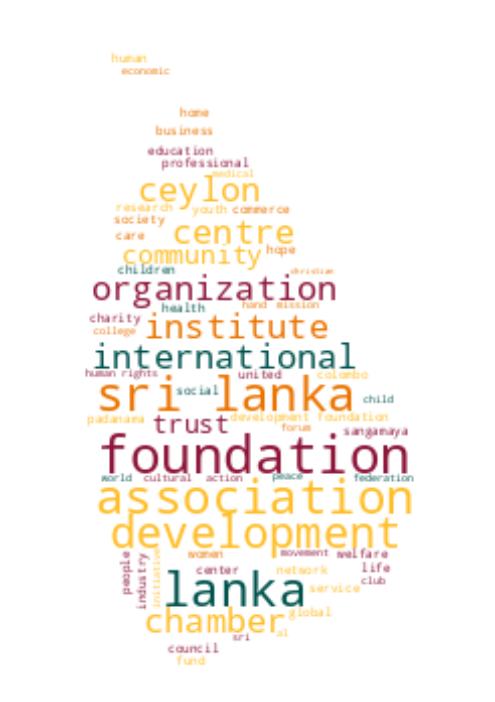 human
economic
home
business
education
professional
medical
ceylon
research youth commerce
society
care centre
community hope
children christian
organization
health hand mission
charity institute
college
international
human rights united colombo
sri lanka
social child
padanama development foundation
trust forum sangamaya
foundation
world cultural action peace federation
association
development
women movement welfare
people industry initiative center network life
club
lanka service
chamber global
sri al
council
fund